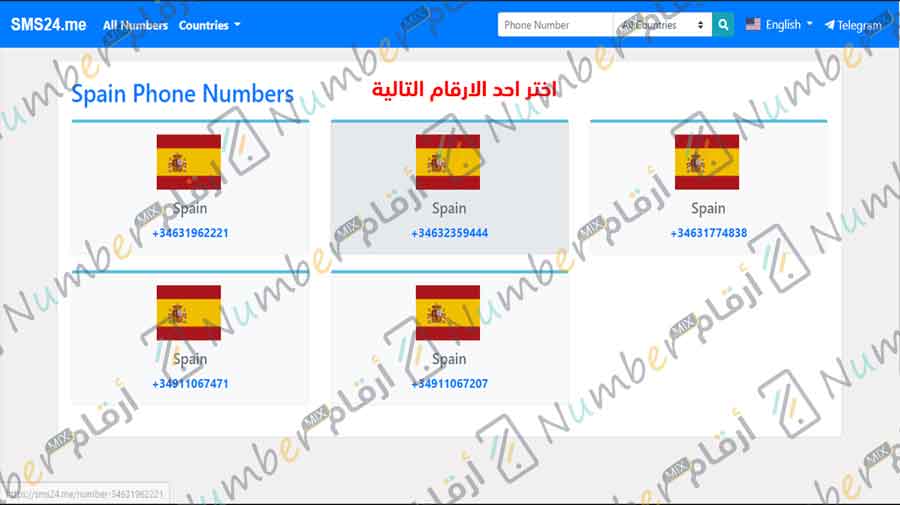 SMS24.me All Numbers Countries Phone Number All Countries English Telegram
Spain Phone Numbers اختر احد الارقام التالية
Spain Spain Spain
+34631962221 +34632359444 +34631774838
Spain Spain
+34911067471 +34911067207
https://sms24.me/number-34631962221
Number MIX أرقام